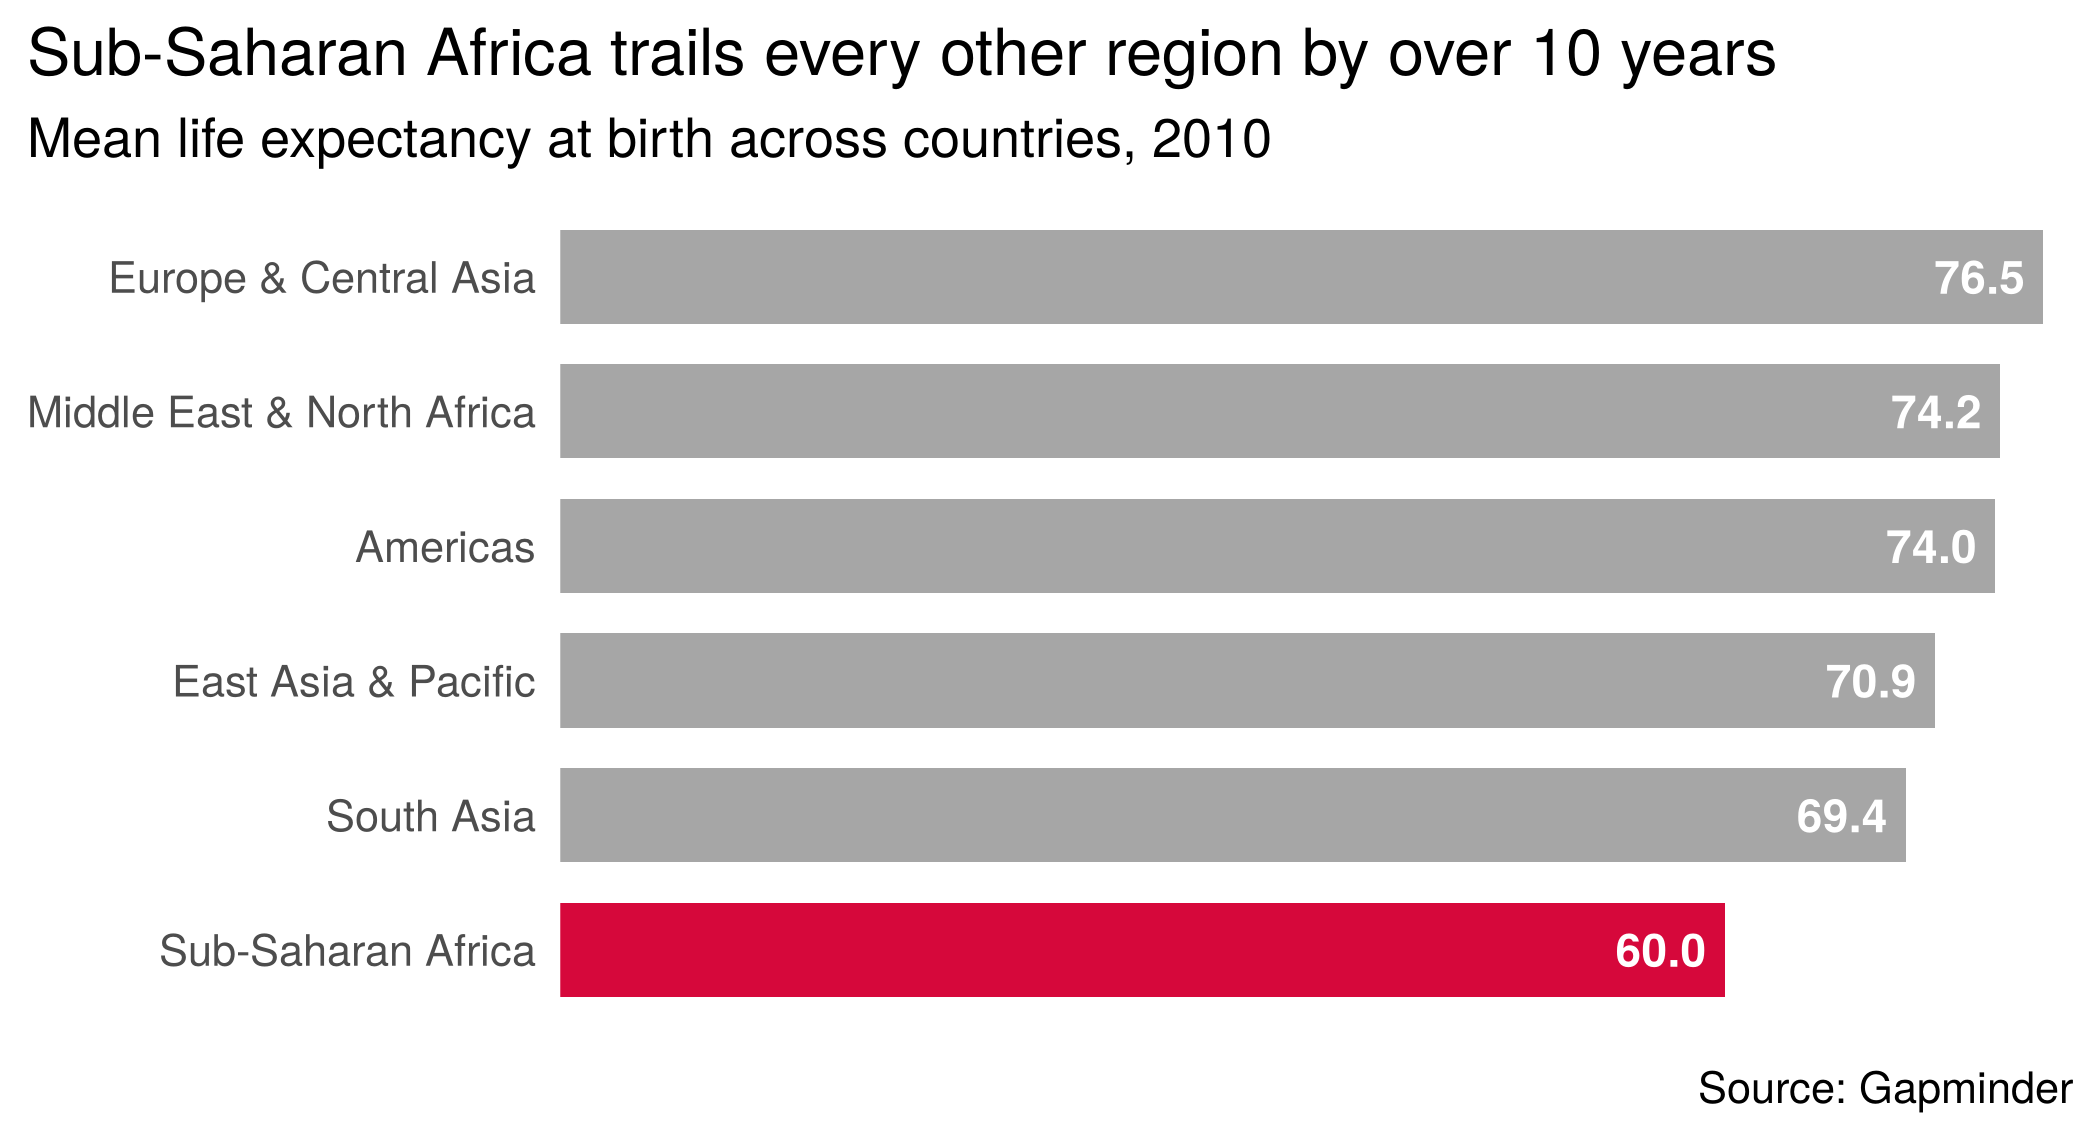 Sub-Saharan Africa trails every other region by over 10 years
Mean life expectancy at birth across countries, 2010
Europe & Central Asia 76.5
Middle East & North Africa 74.2
Americas 74.0
East Asia & Pacific 70.9
South Asia 69.4
Sub-Saharan Africa 60.0
Source: Gapminder